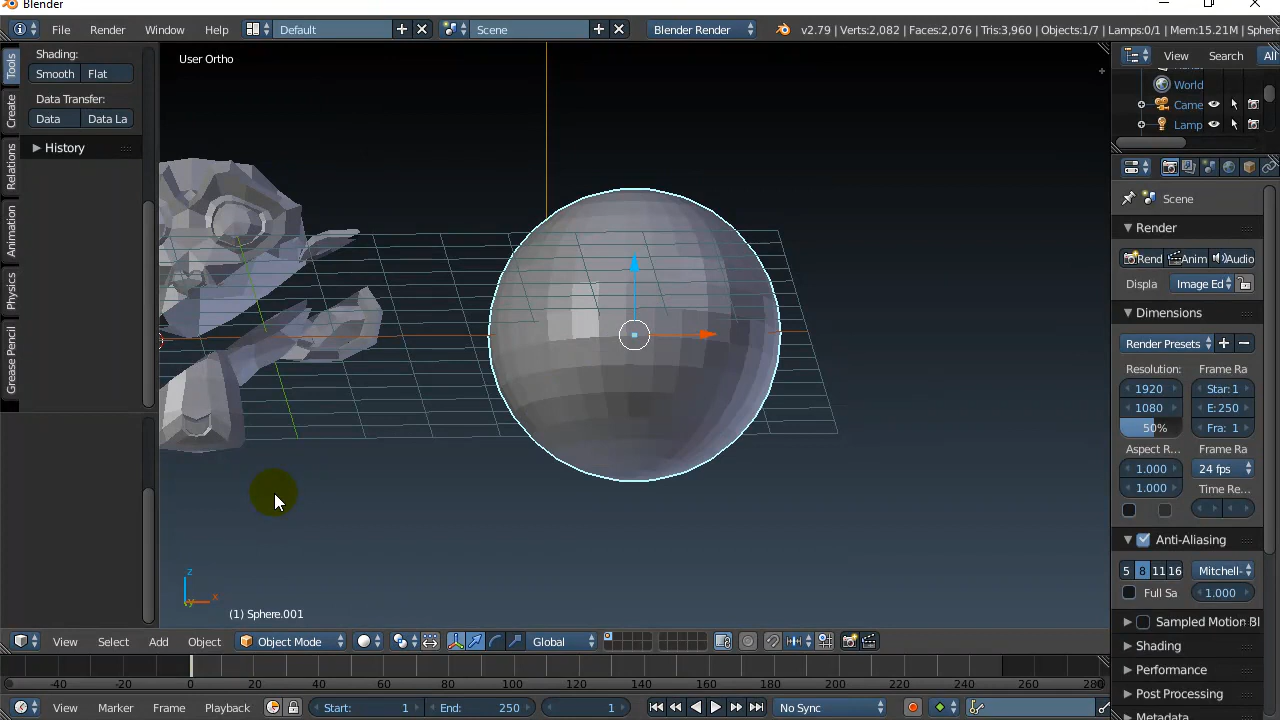 Blender
File Render Window Help Default Scene Blender Render v2.79 | Verts:2,082 | Faces:2,076 | Tris:3,960 | Objects:1/7 | Lamps:0/1 | Mem:15.21M | Sphere
Shading:
Smooth Flat
Data Transfer:
Data Data La
History
Tools
Create
Relations
Animation
Physics
Grease Pencil
User Ortho
z
x
y
(1) Sphere.001
View Search All
World
Came
Lamp
Scene
Render
Rend Anim Audio
Displa Image Ed
Dimensions
Render Presets
Resolution: Frame Ra
1920 Star: 1
1080 E: 250
50% Fra: 1
Aspect R... Frame Ra
1.000 24 fps
1.000 Time Re...
Anti-Aliasing
5 8 11 16 Mitchell-
Full Sa 1.000
Sampled Motion Bl
Shading
Performance
Post Processing
Metadata
View Select Add Object Object Mode Global
-40 -20 0 20 40 60 80 100 120 140 160 180 200 220 240 260 280
View Marker Frame Playback Start: 1 End: 250 1 No Sync